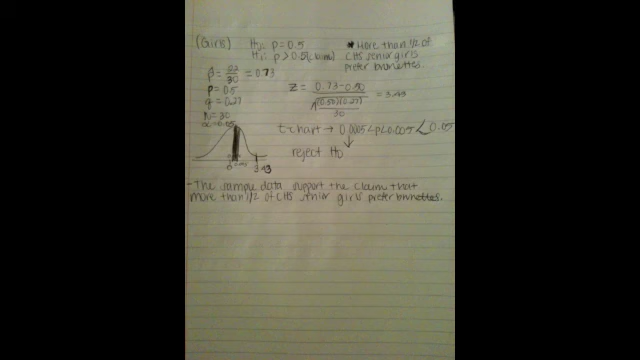 (Girls) H0: p = 0.5
H1: p > 0.5 (claim)
* More than 1/2 of
CHS senior girls
prefer brunettes.
p̂ = 22/30 = 0.73
p = 0.5
q = 0.27
N = 30
α = 0.05
z = 0.73 - 0.50 / √(0.50)(0.27)/30 = 3.43
t chart → 0.0005 < p < 0.005 < 0.05
reject H0
0 3.43
- The sample data support the claim that
more than 1/2 of CHS senior girls prefer brunettes.